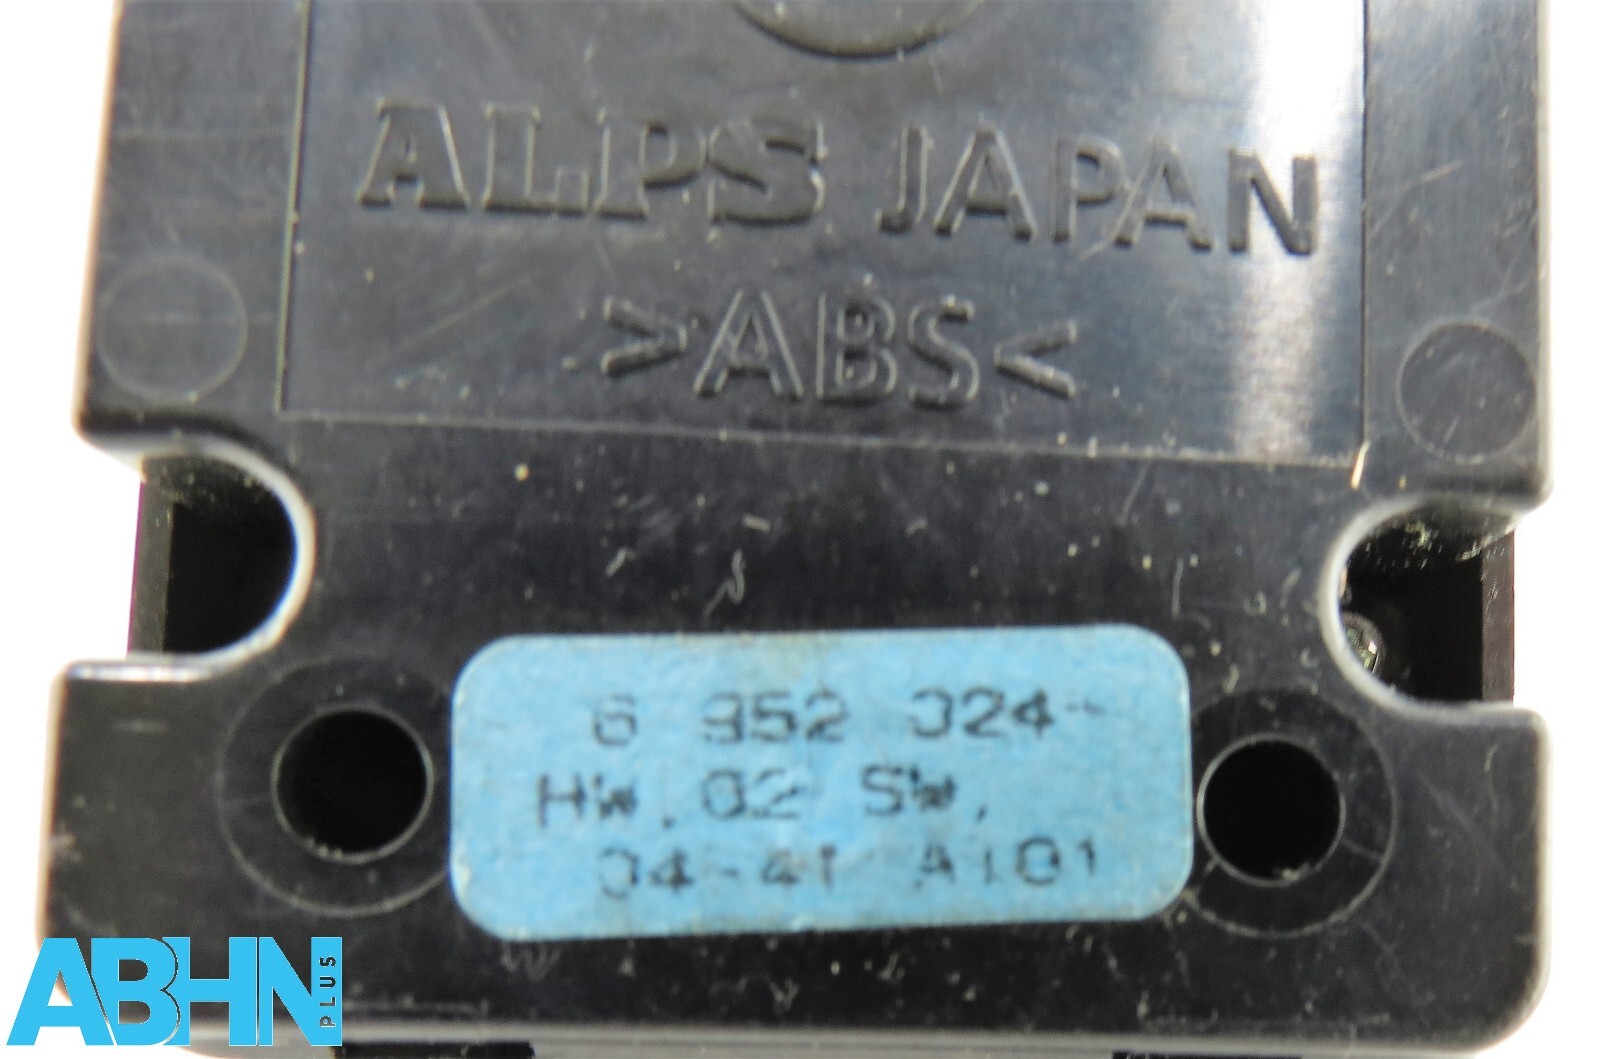 ALPS JAPAN
>ABS<
6 952 024-
HW.02 SW.
04-41 A101
ABHN PLUS